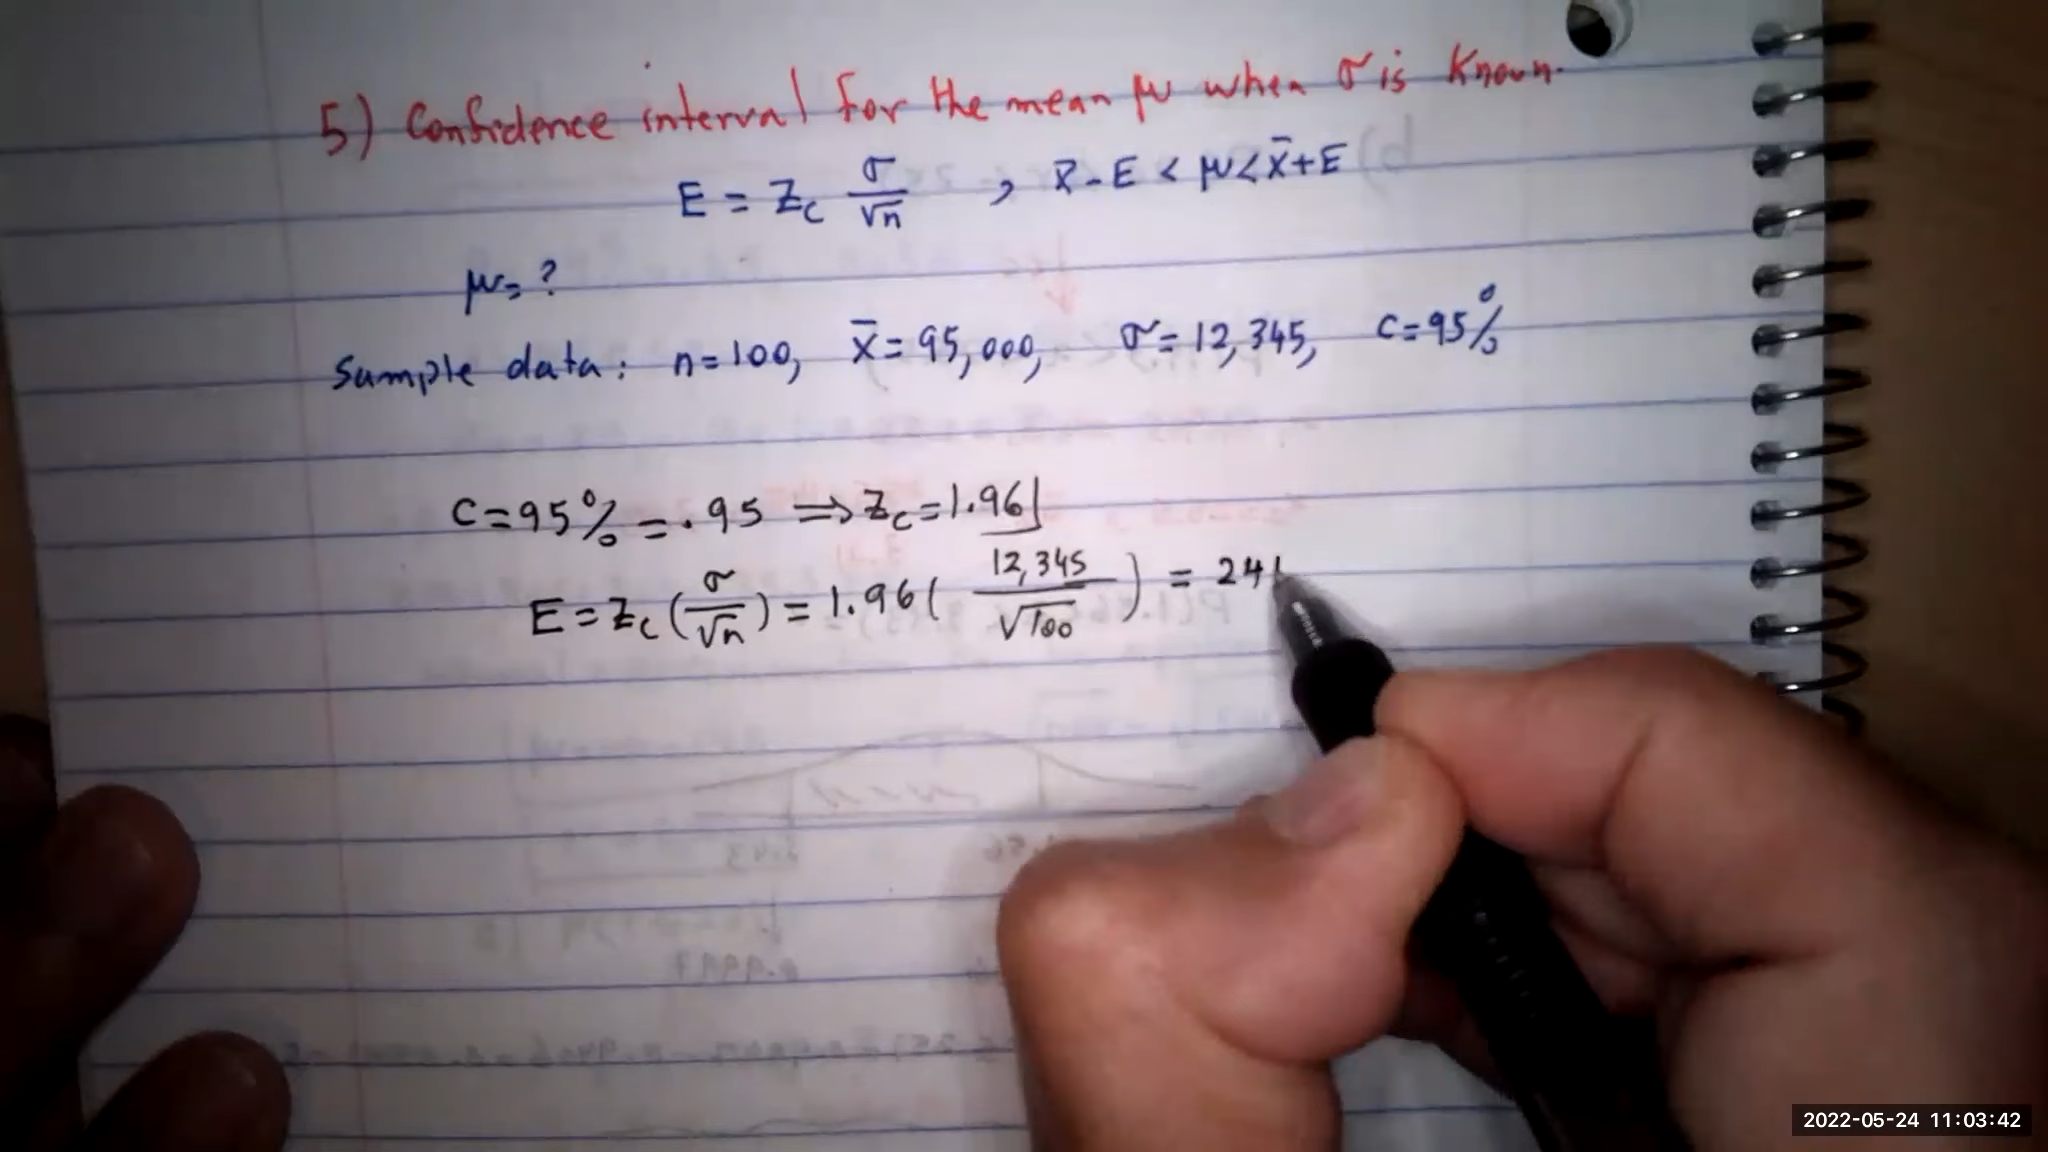 5) Confidence interval for the mean μ when σ is known.
E = Zc σ/√n , x̄ - E < μ < x̄ + E
μ = ?
Sample data: n = 100, x̄ = 95,000, σ = 12,345, c = 95%
C = 95% = .95 ⇒ Zc = 1.96
E = Zc (σ/√n) = 1.96 (12,345/√100) = 241
2022-05-24 11:03:42